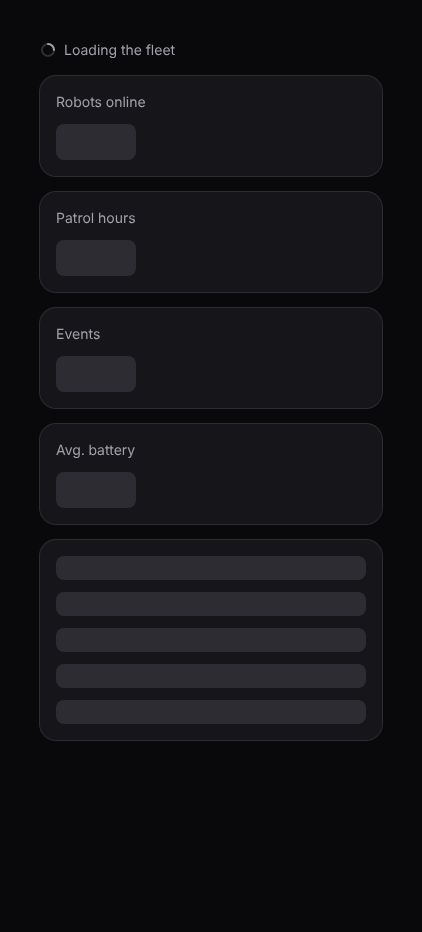 Loading the fleet
Robots online
Patrol hours
Events
Avg. battery